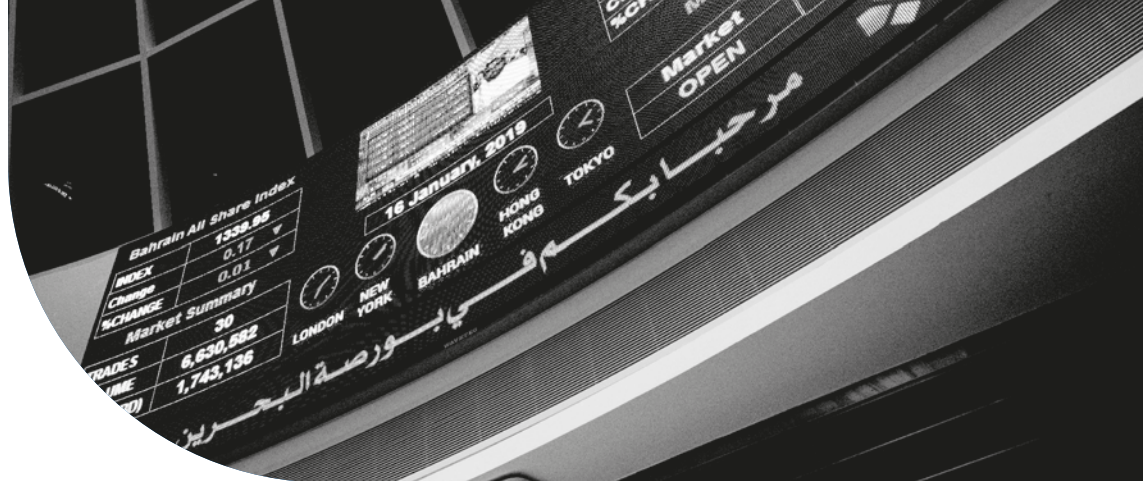 Bahrain All Share Index
INDEX 1339.95
Change 0.17 ▼
%CHANGE 0.01 ▼
Market Summary
TRADES 30
UME 6,630,582
D) 1,743,136
16 January, 2019
LONDON
NEW YORK
BAHRAIN
HONG KONG
TOKYO
%CH
Market
OPEN
مرحبا بكم في بورصة البحرين